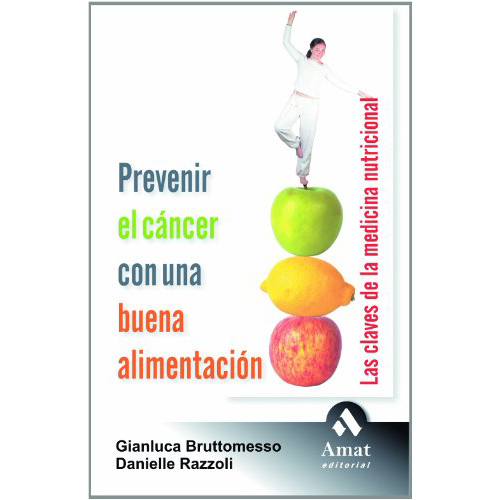 Prevenir
el cáncer
con una
buena
alimentación
Las claves de la medicina nutricional
Gianluca Bruttomesso
Danielle Razzoli
Amat
editorial